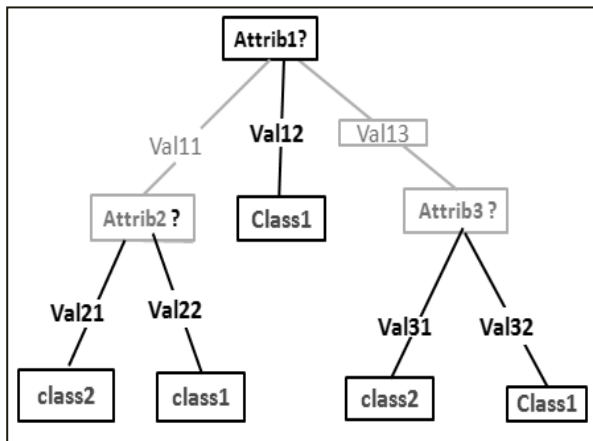 Attrib1?
Val11
Val12
Val13
Attrib2?
Class1
Attrib3?
Val21
Val22
Val31
Val32
class2
class1
class2
Class1